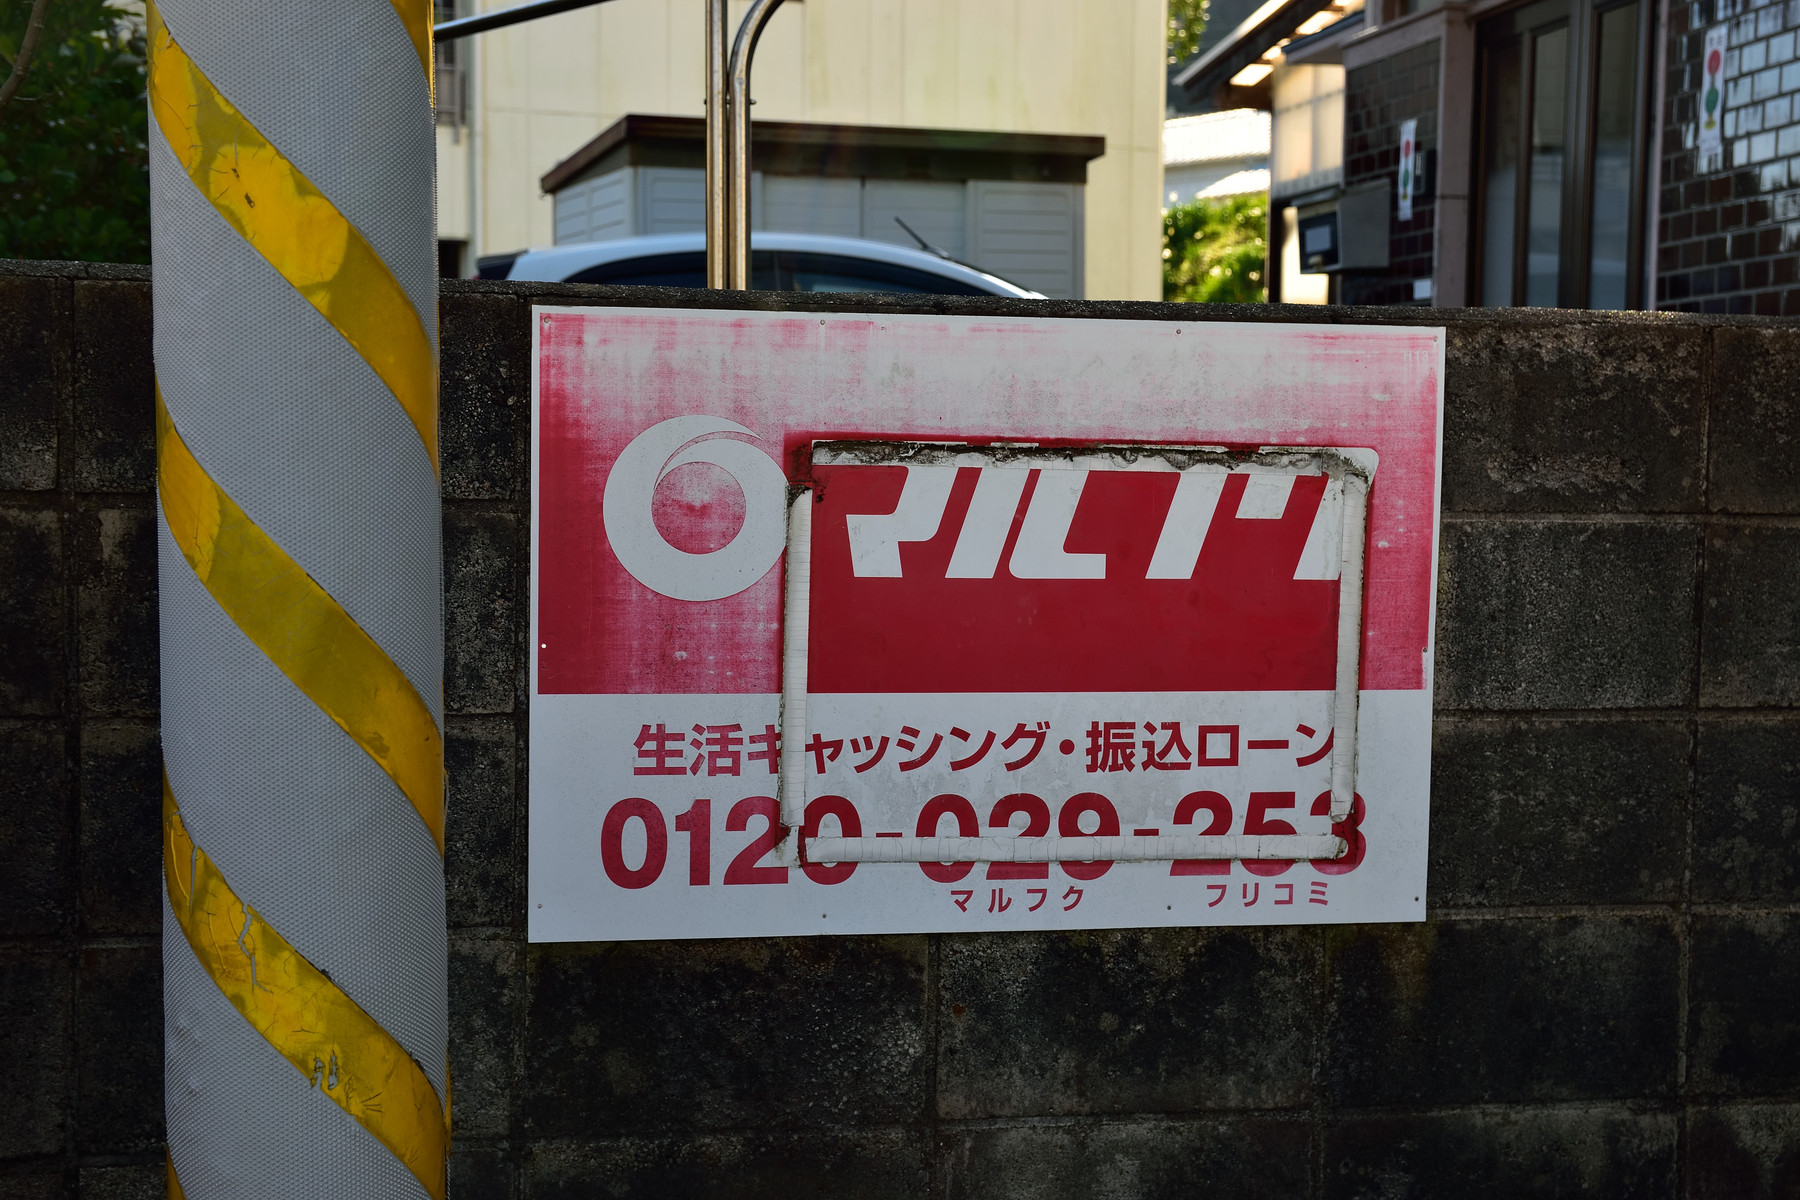 マルフク
生活キャッシング・振込ローン
0120-029-253
マルフク フリコミ